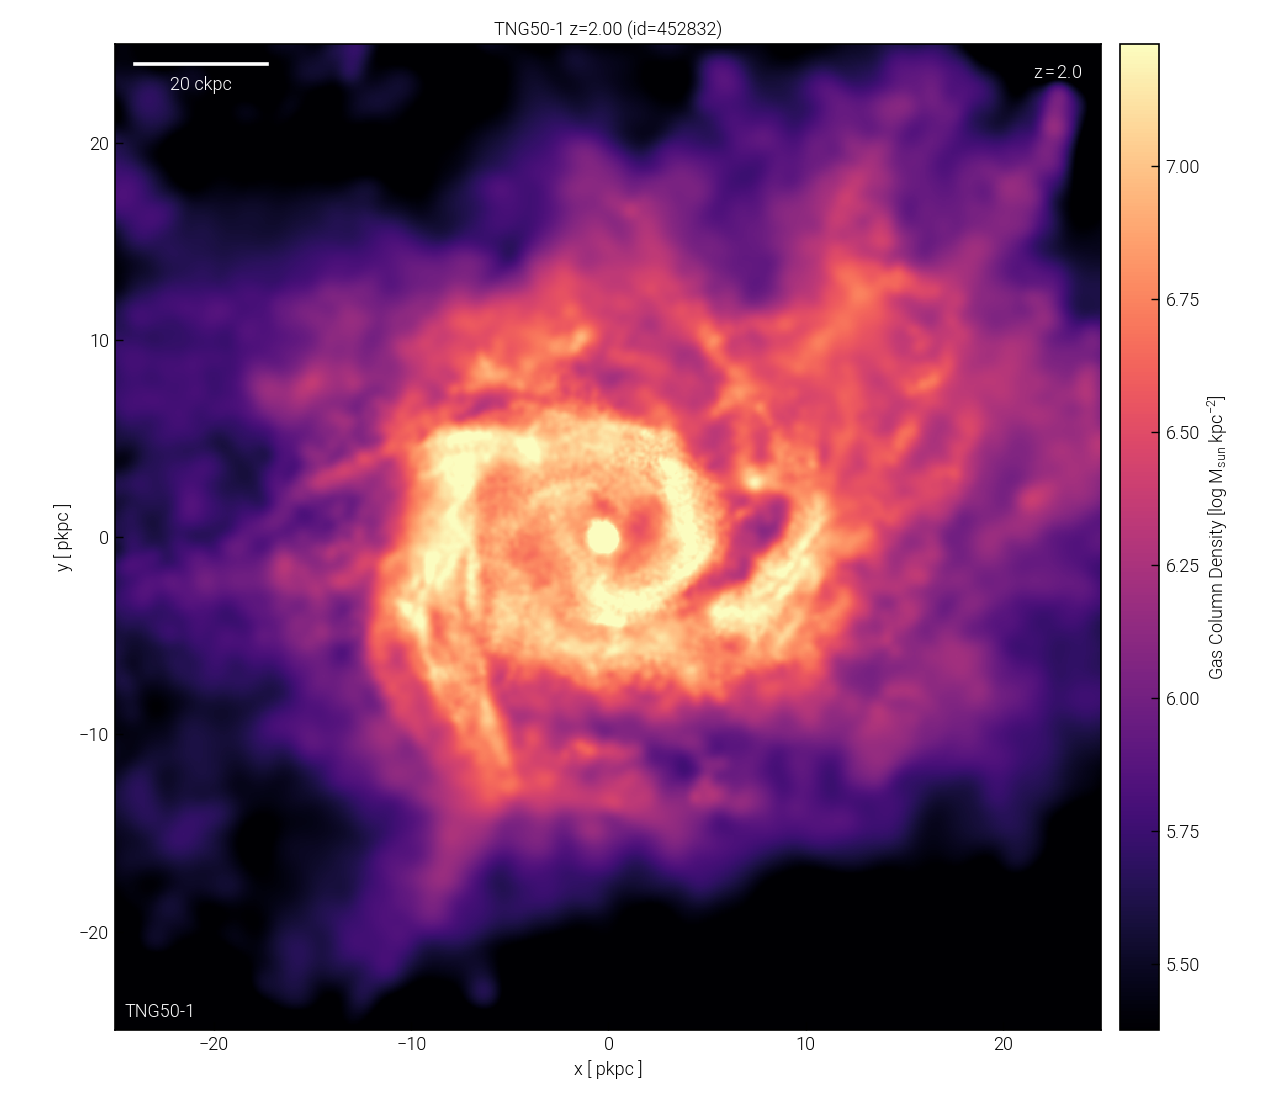 TNG50-1 z=2.00 (id=452832)
20 ckpc
z=2.0
TNG50-1
20
10
0
−10
−20
y [ pkpc ]
−20
−10
0
10
20
x [ pkpc ]
7.00
6.75
6.50
6.25
6.00
5.75
5.50
Gas Column Density [log Msun kpc−2]